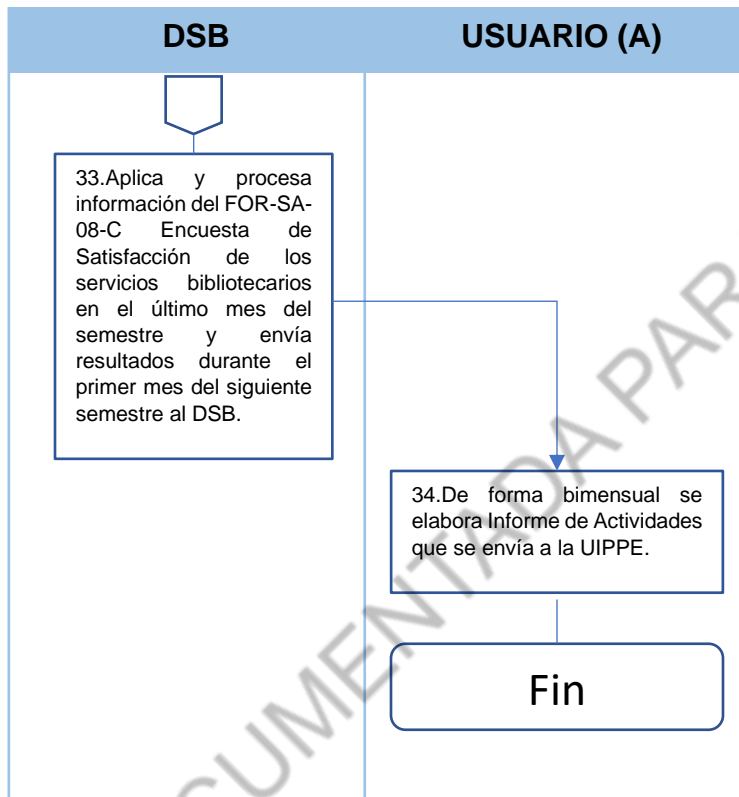 DSB
USUARIO (A)
33.Aplica y procesa
información del FOR-SA-
08-C Encuesta de
Satisfacción de los
servicios bibliotecarios
en el último mes del
semestre y envía
resultados durante el
primer mes del siguiente
semestre al DSB.
34.De forma bimensual se
elabora Informe de Actividades
que se envía a la UIPPE.
Fin
CUMENTADA PAR